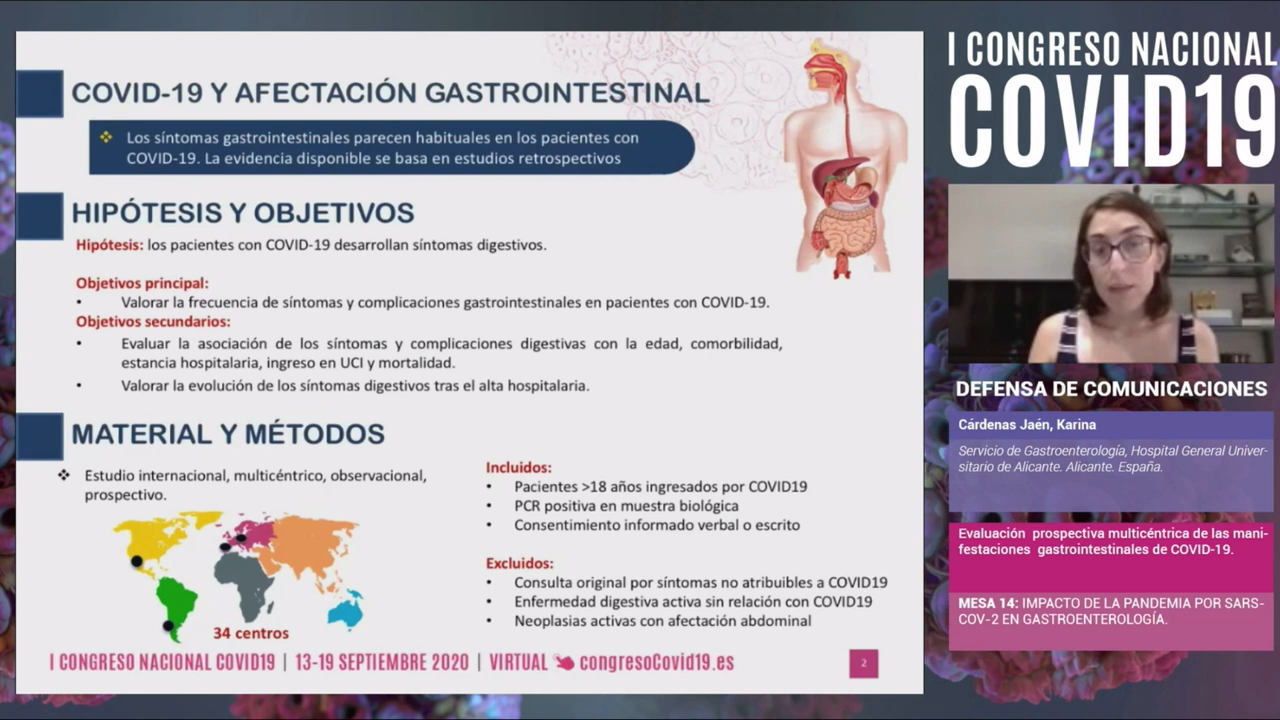 COVID-19 Y AFECTACIÓN GASTROINTESTINAL
❖ Los síntomas gastrointestinales parecen habituales en los pacientes con
COVID-19. La evidencia disponible se basa en estudios retrospectivos
HIPÓTESIS Y OBJETIVOS
Hipótesis: los pacientes con COVID-19 desarrollan síntomas digestivos.
Objetivos principal:
• Valorar la frecuencia de síntomas y complicaciones gastrointestinales en pacientes con COVID-19.
Objetivos secundarios:
• Evaluar la asociación de los síntomas y complicaciones digestivas con la edad, comorbilidad,
estancia hospitalaria, ingreso en UCI y mortalidad.
• Valorar la evolución de los síntomas digestivos tras el alta hospitalaria.
MATERIAL Y MÉTODOS
❖ Estudio internacional, multicéntrico, observacional,
prospectivo.
34 centros
Incluidos:
• Pacientes >18 años ingresados por COVID19
• PCR positiva en muestra biológica
• Consentimiento informado verbal o escrito
Excluidos:
• Consulta original por síntomas no atribuibles a COVID19
• Enfermedad digestiva activa sin relación con COVID19
• Neoplasias activas con afectación abdominal
I CONGRESO NACIONAL COVID19 | 13-19 SEPTIEMBRE 2020 | VIRTUAL congresoCovid19.es
2
I CONGRESO NACIONAL
COVID19
DEFENSA DE COMUNICACIONES
Cárdenas Jaén, Karina
Servicio de Gastroenterología, Hospital General Univer-
sitario de Alicante. Alicante. España.
Evaluación prospectiva multicéntrica de las mani-
festaciones gastrointestinales de COVID-19.
MESA 14: IMPACTO DE LA PANDEMIA POR SARS-
COV-2 EN GASTROENTEROLOGÍA.